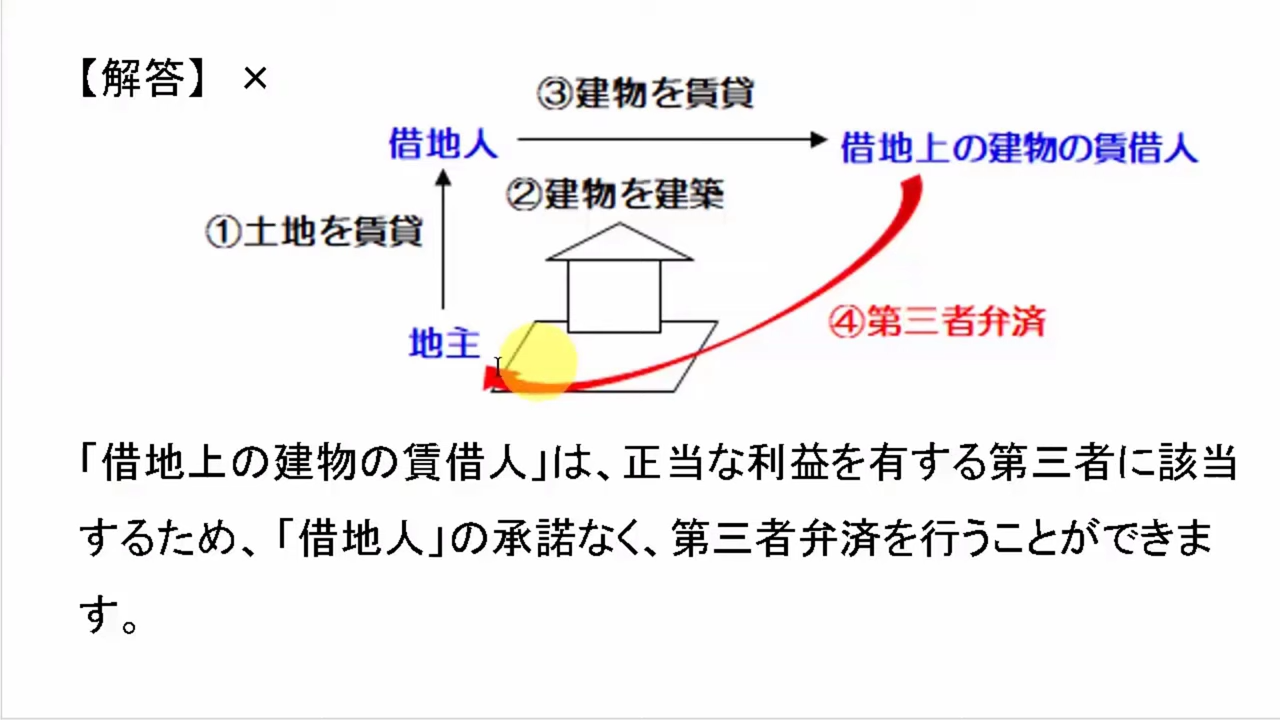 【解答】 ×
③建物を賃貸
借地人
借地上の建物の賃借人
②建物を建築
①土地を賃貸
④第三者弁済
地主
「借地上の建物の賃借人」は、正当な利益を有する第三者に該当
するため、「借地人」の承諾なく、第三者弁済を行うことができま
す。